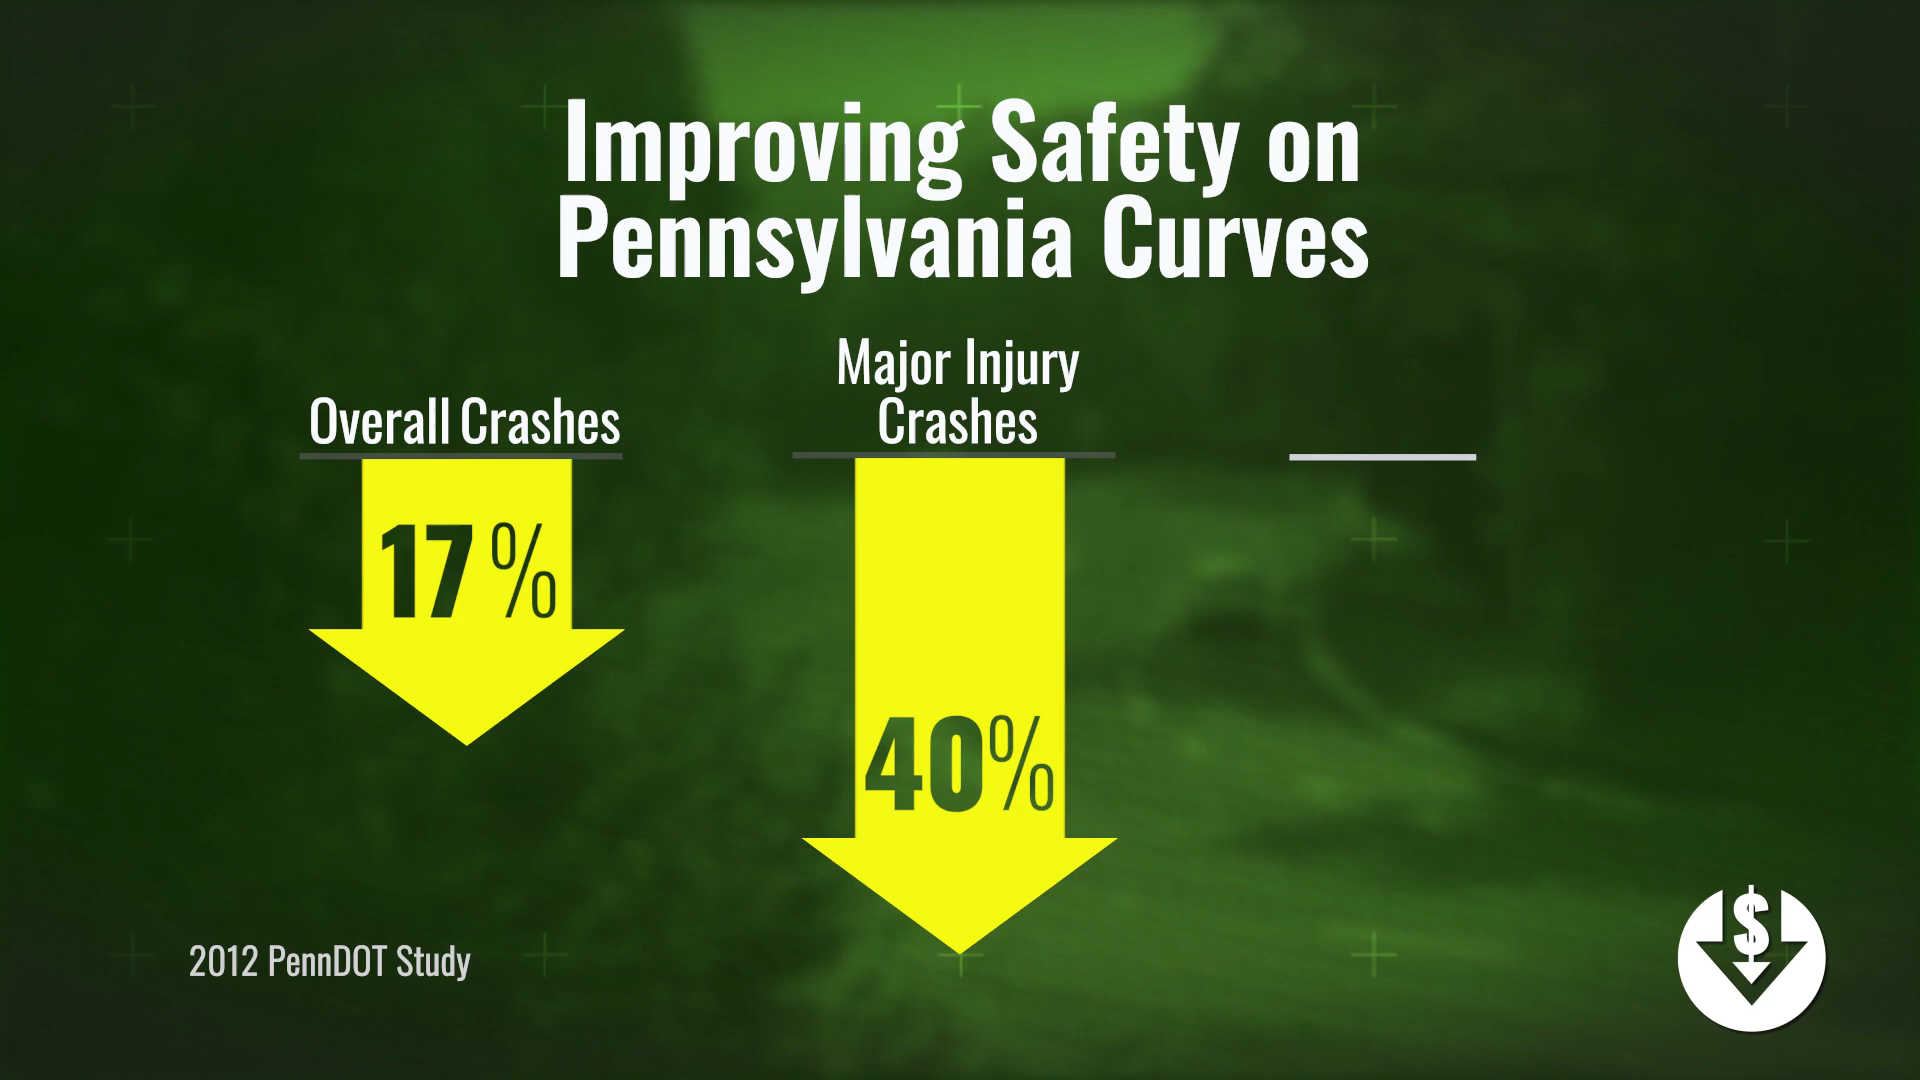 Improving Safety on
Pennsylvania Curves
Major Injury
Overall Crashes
Crashes
17%
40%
2012 PennDOT Study
$